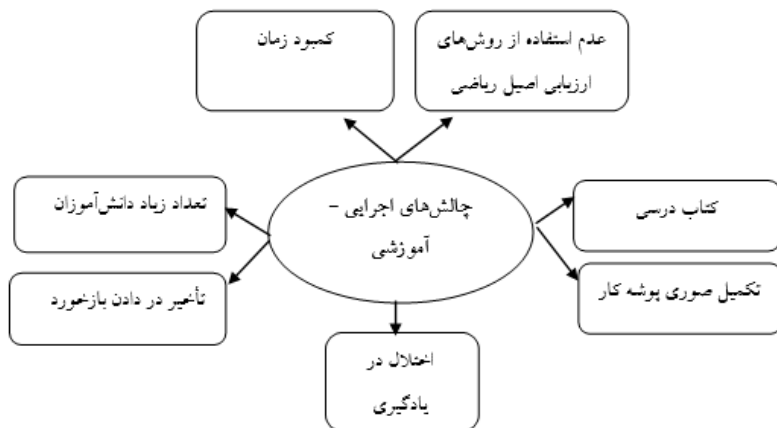 عدم استفاده از روش‌های
ارزیابی اصیل ریاضی
کمبود زمان
چالش‌های اجرایی –
آموزشی
کتاب درسی
تکمیل صوری پوشه کار
تعداد زیاد دانش‌آموزان
تأخیر در دادن بازخورد
اختلال در
یادگیری